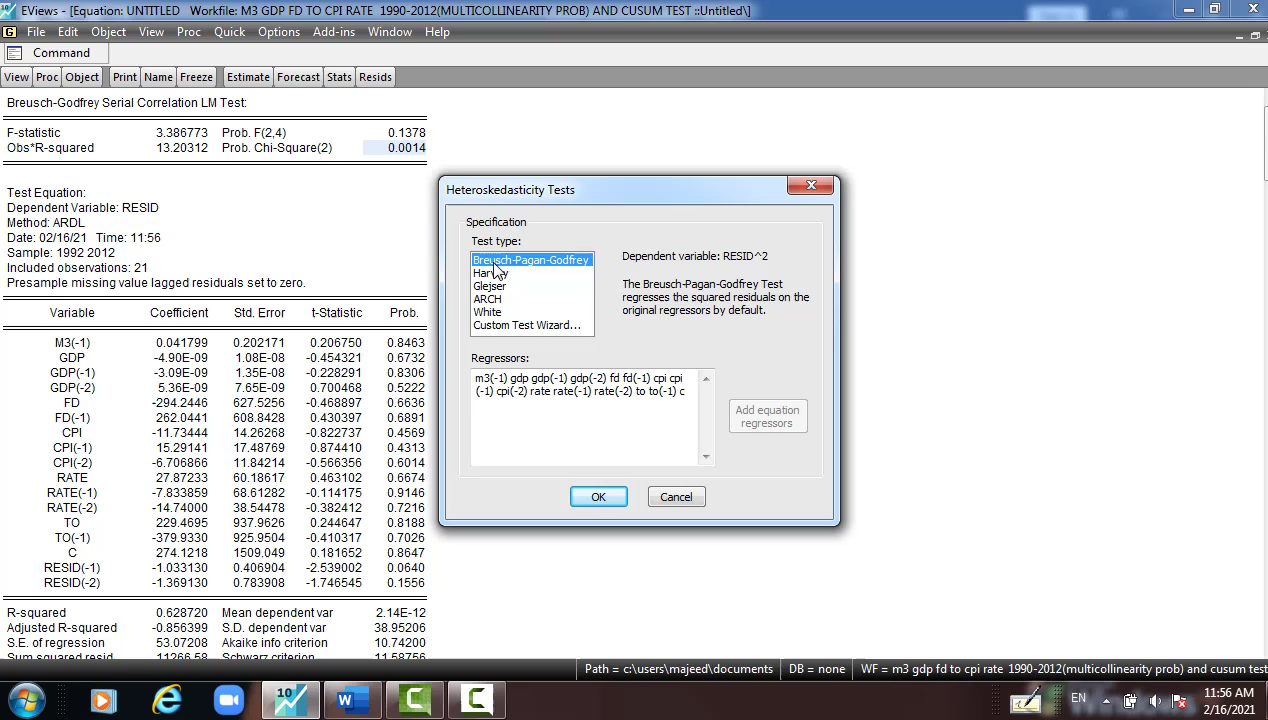 EViews - [Equation: UNTITLED   Workfile: M3 GDP FD TO CPI RATE  1990-2012(MULTICOLLINEARITY PROB) AND CUSUM TEST ::Untitled\]
File Edit Object View Proc Quick Options Add-ins Window Help
Command
View Proc Object Print Name Freeze Estimate Forecast Stats Resids
Breusch-Godfrey Serial Correlation LM Test:
F-statistic 3.386773 Prob. F(2,4) 0.1378
Obs*R-squared 13.20312 Prob. Chi-Square(2) 0.0014
Test Equation:
Dependent Variable: RESID
Method: ARDL
Date: 02/16/21   Time: 11:56
Sample: 1992 2012
Included observations: 21
Presample missing value lagged residuals set to zero.
Variable Coefficient Std. Error t-Statistic Prob.
M3(-1) 0.041799 0.202171 0.206750 0.8463
GDP -4.90E-09 1.08E-08 -0.454321 0.6732
GDP(-1) -3.09E-09 1.35E-08 -0.228291 0.8306
GDP(-2) 5.36E-09 7.65E-09 0.700468 0.5222
FD -294.2446 627.5256 -0.468897 0.6636
FD(-1) 262.0441 608.8428 0.430397 0.6891
CPI -11.73444 14.26268 -0.822737 0.4569
CPI(-1) 15.29141 17.48769 0.874410 0.4313
CPI(-2) -6.706866 11.84214 -0.566356 0.6014
RATE 27.87233 60.18617 0.463102 0.6674
RATE(-1) -7.833859 68.61282 -0.114175 0.9146
RATE(-2) -14.74000 38.54478 -0.382412 0.7216
TO 229.4695 937.9626 0.244647 0.8188
TO(-1) -379.9330 925.9504 -0.410317 0.7026
C 274.1218 1509.049 0.181652 0.8647
RESID(-1) -1.033130 0.406904 -2.539000 0.0640
RESID(-2) -1.369130 0.783908 -1.746545 0.1556
R-squared 0.628720 Mean dependent var 2.14E-12
Adjusted R-squared -0.856399 S.D. dependent var 38.95206
S.E. of regression 53.07208 Akaike info criterion 10.74200
Sum squared resid 11266.58 Schwarz criterion 11.58756
Heteroskedasticity Tests
Specification
Test type:
Breusch-Pagan-Godfrey
Harvey
Glejser
ARCH
White
Custom Test Wizard...
Dependent variable: RESID^2
The Breusch-Pagan-Godfrey Test
regresses the squared residuals on the
original regressors by default.
Regressors:
m3(-1) gdp gdp(-1) gdp(-2) fd fd(-1) cpi cpi
(-1) cpi(-2) rate rate(-1) rate(-2) to to(-1) c
Add equation
regressors
OK Cancel
Path = c:\users\majeed\documents DB = none WF = m3 gdp fd to cpi rate  1990-2012(multicollinearity prob) and cusum test
10 W C C EN 11:56 AM
2/16/2021